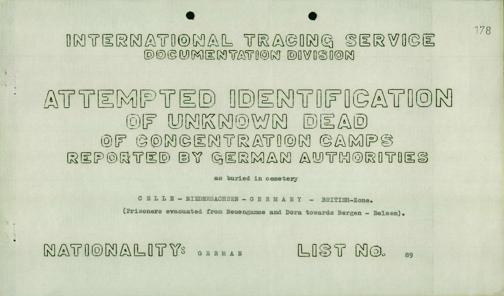 178
INTERNATIONAL TRACING SERVICE
DOCUMENTATION DIVISION
ATTEMPTED IDENTIFICATION
OF UNKNOWN DEAD
OF CONCENTRATION CAMPS
REPORTED BY GERMAN AUTHORITIES
as buried in cemetery
C E L L E - NIEDERSACHSEN - G E R M A N Y - BRITISH-Zone.
(Prisoners evacuated from Neuengamme and Dora towards Bergen - Belsen).
NATIONALITY: G E R M A N LIST No. 89